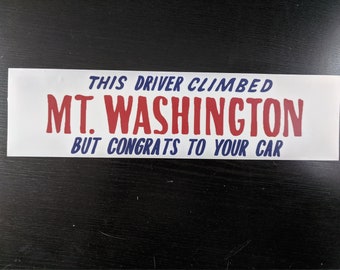 THIS DRIVER CLIMBED
MT. WASHINGTON
BUT CONGRATS TO YOUR CAR